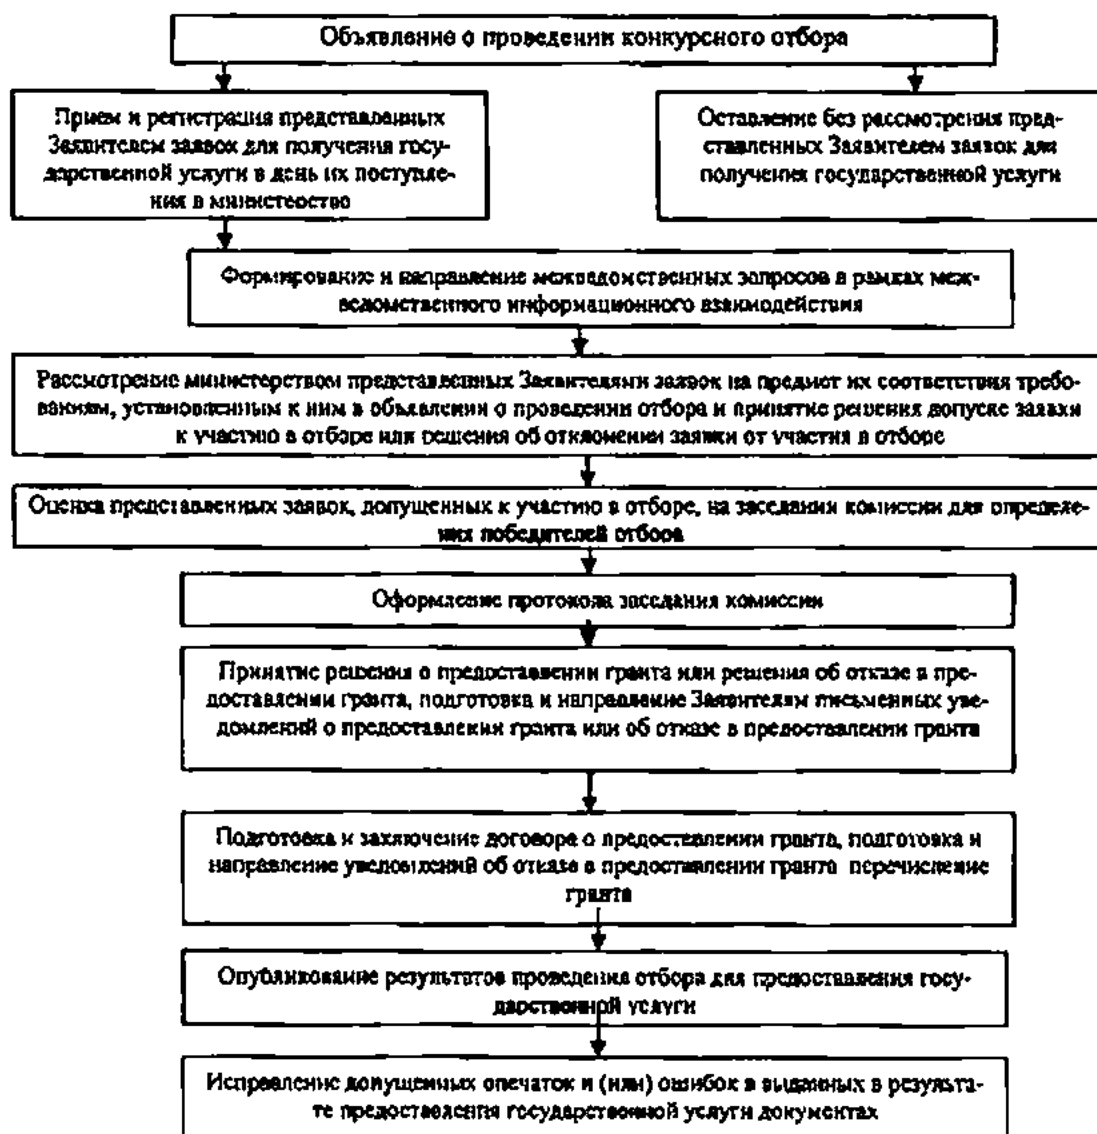 Объявление о проведении конкурсного отбора
Прием и регистрация представленных
Заявителем заявок для получения госу-
дарственной услуги в день их поступле-
ния в министерство
Оставление без рассмотрения пред-
ставленных Заявителем заявок для
получения государственной услуги
Формирование и направление межведомственных запросов в рамках меж-
ведомственного информационного взаимодействия
Рассмотрение министерством представленных Заявителями заявок на предмет их соответствия требо-
ваниям, установленным к ним в объявлении о проведении отбора и принятие решения допуске заявки
к участию в отборе или решения об отклонении заявки от участия в отборе
Оценка представленных заявок, допущенных к участию в отборе, на заседании комиссии для определе-
ния победителей отбора
Оформление протокола заседания комиссии
Принятие решения о предоставлении гранта или решения об отказе в пре-
доставлении гранта, подготовка и направление Заявителям письменных уве-
домлений о предоставлении гранта или об отказе в предоставлении гранта
Подготовка и заключение договора о предоставлении гранта, подготовка и
направление уведомлений об отказе в предоставлении гранта перечисление
гранта
Опубликование результатов проведения отбора для предоставления госу-
дарственной услуги
Исправление допущенных опечаток и (или) ошибок в выданных в результа-
те предоставления государственной услуги документах